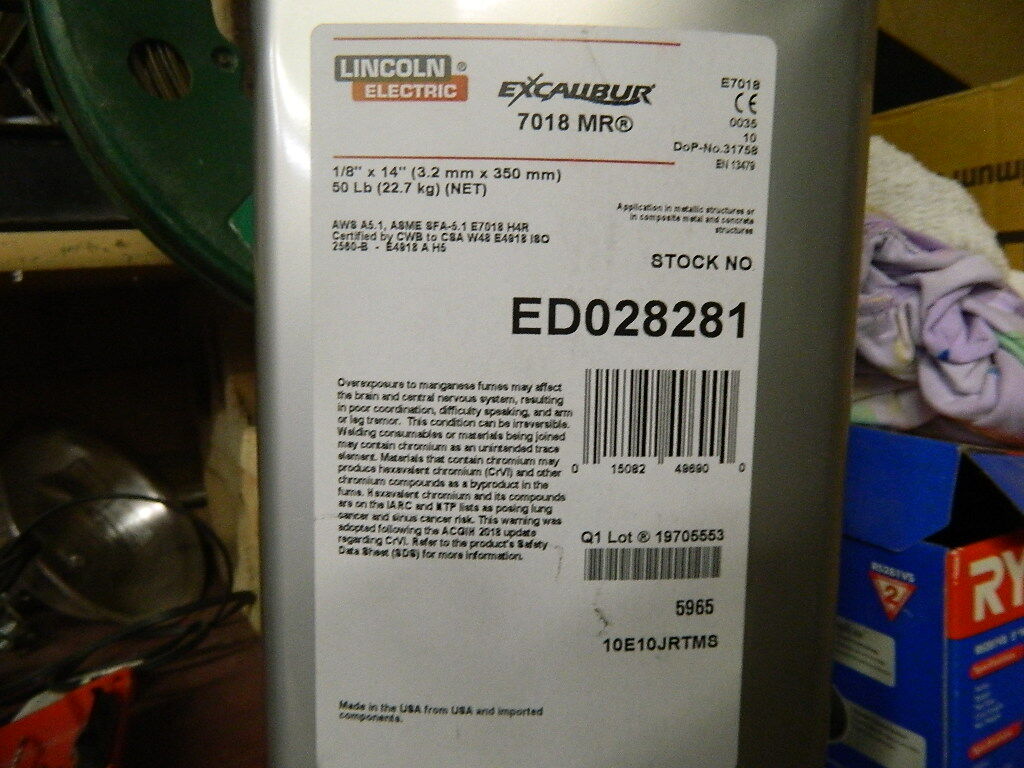 LINCOLN ®
ELECTRIC
EXCALIBUR
7018 MR®
E7018
CE
0035
10
DoP-No.31758
EN 13479
1/8" x 14" (3.2 mm x 350 mm)
50 Lb (22.7 kg) (NET)
Application in metallic structures or
in composite metal and concrete
structures
AWS A5.1, ASME SFA-5.1 E7018 H4R
Certified by CWB to CSA W48 E4918 ISO
2560-B - E4918 A H5
STOCK NO
ED028281
Overexposure to manganese fumes may affect
the brain and central nervous system, resulting
in poor coordination, difficulty speaking, and arm
or leg tremor. This condition can be irreversible.
Welding consumables or materials being joined
may contain chromium as an unintended trace
element. Materials that contain chromium may
produce hexavalent chromium (CrVI) and other
chromium compounds as a byproduct in the
fume. Hexavalent chromium and its compounds
are on the IARC and NTP lists as posing lung
cancer and sinus cancer risk. This warning was
adopted following the ACGIH 2018 update
regarding CrVI. Refer to the product's Safety
Data Sheet (SDS) for more information.
0 15082 49690 0
Q1 Lot ® 19705553
5965
10E10JRTMS
Made in the USA from USA and imported
components.
2
RY